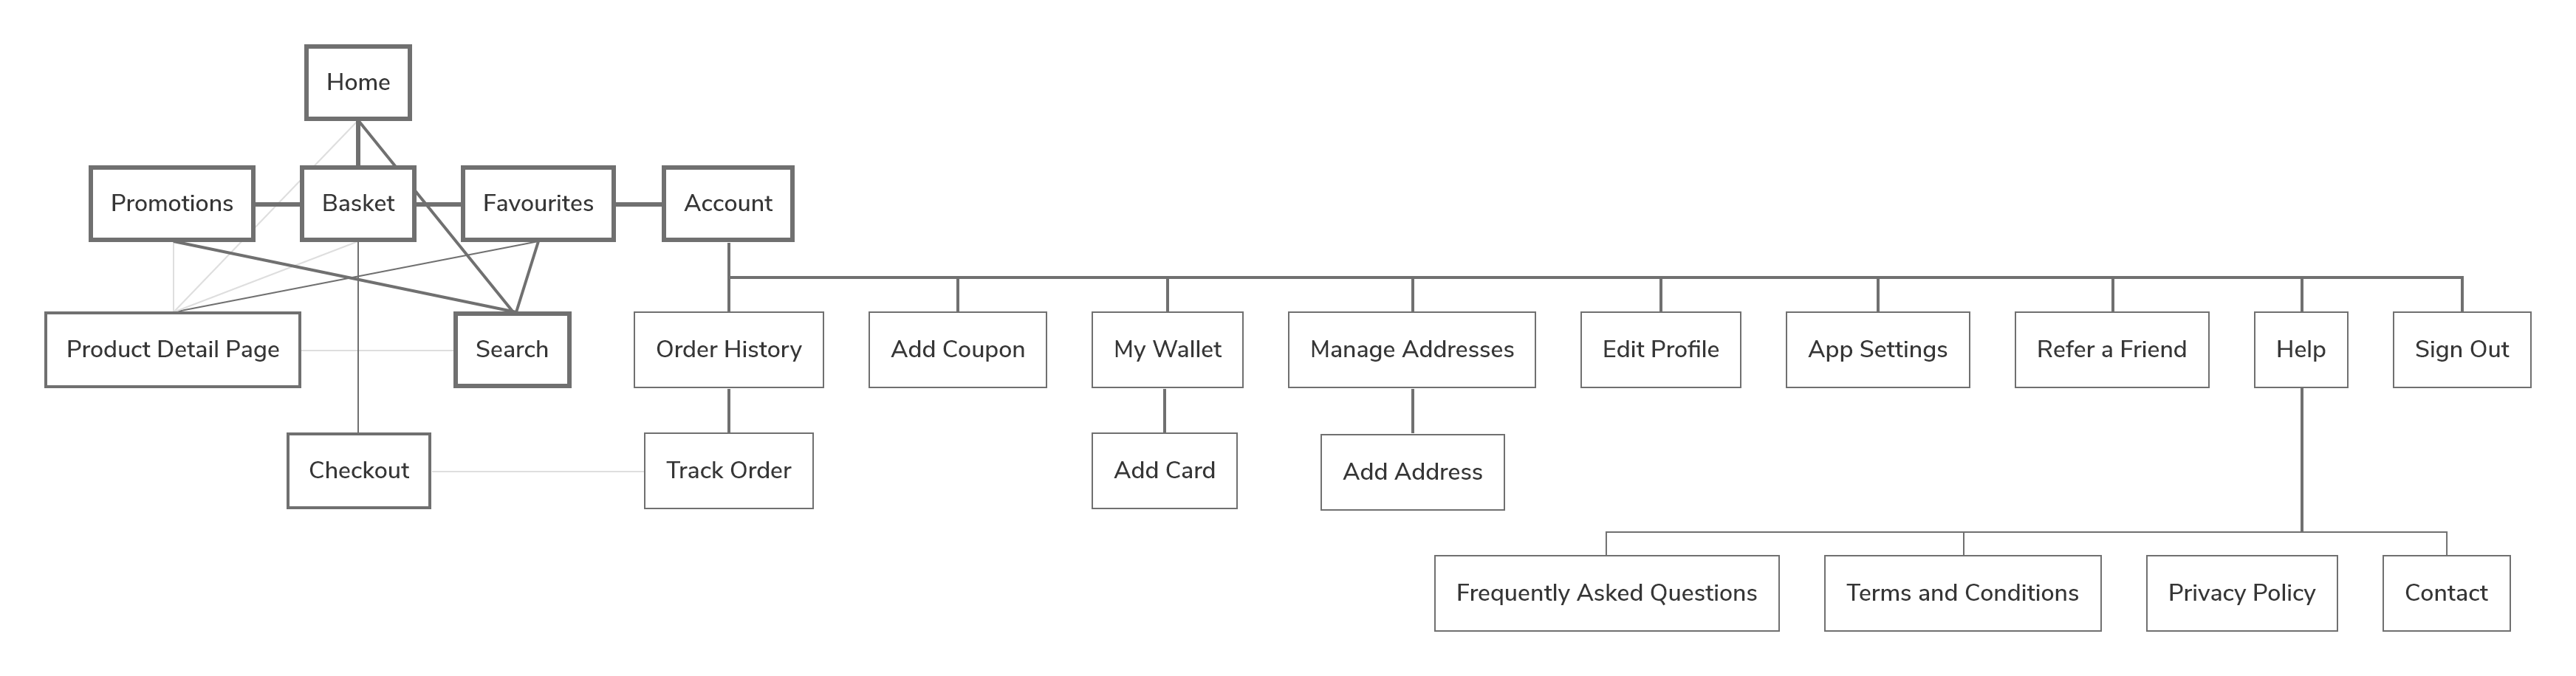 Home
Promotions
Basket
Favourites
Account
Product Detail Page
Search
Order History
Add Coupon
My Wallet
Manage Addresses
Edit Profile
App Settings
Refer a Friend
Help
Sign Out
Checkout
Track Order
Add Card
Add Address
Frequently Asked Questions
Terms and Conditions
Privacy Policy
Contact